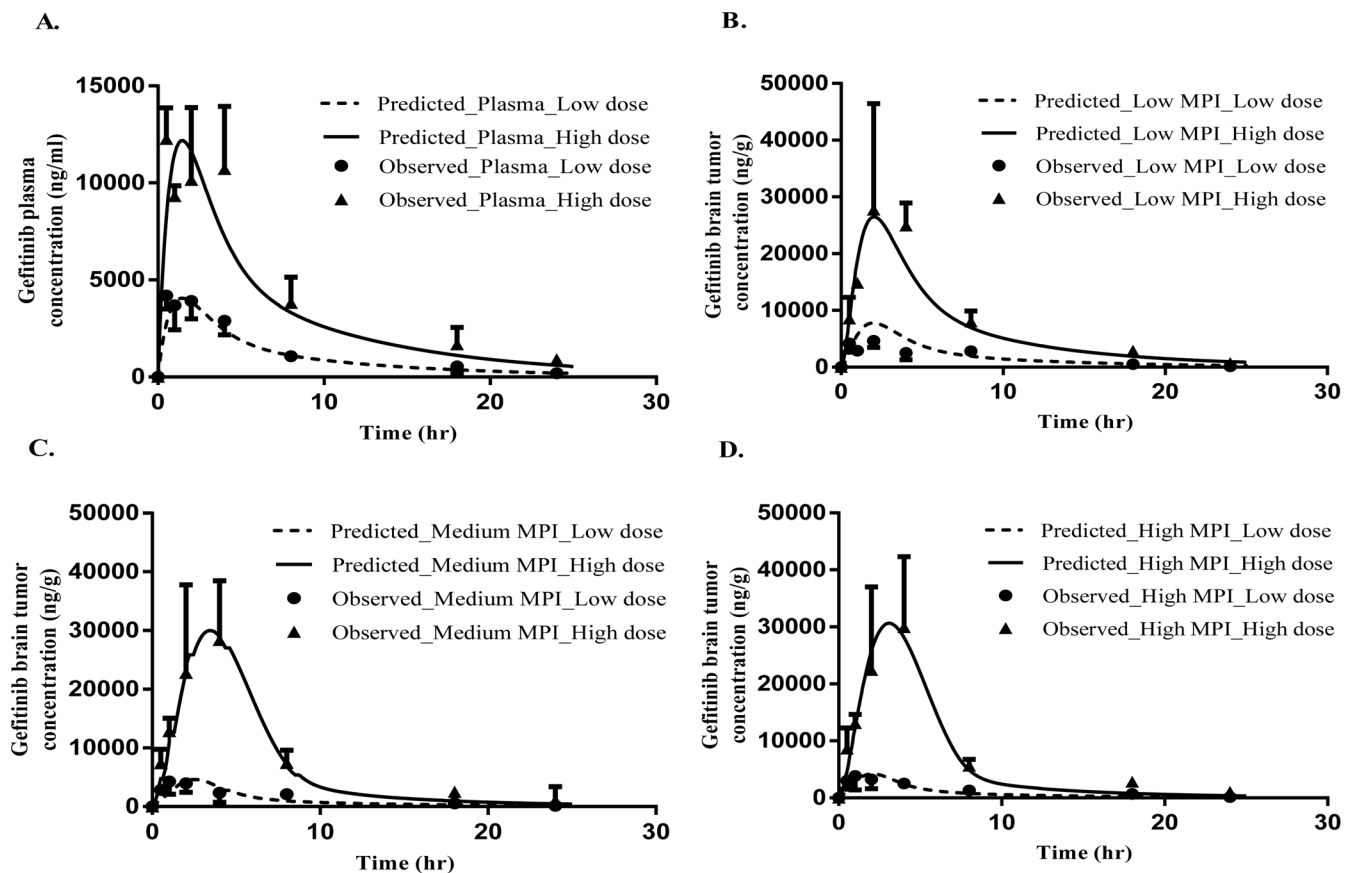 A.
15000
10000
5000
0
Gefitinib plasma
concentration (ng/ml)
Predicted_Plasma_Low dose
Predicted_Plasma_High dose
Observed_Plasma_Low dose
Observed_Plasma_High dose
0 10 20 30
Time (hr)
B.
50000
40000
30000
20000
10000
0
Gefitinib brain tumor
concentration (ng/g)
Predicted_Low MPI_Low dose
Predicted_Low MPI_High dose
Observed_Low MPI_Low dose
Observed_Low MPI_High dose
0 10 20 30
Time (hr)
C.
50000
40000
30000
20000
10000
0
Gefitinib brain tumor
concentration (ng/g)
Predicted_Medium MPI_Low dose
Predicted_Medium MPI_High dose
Observed_Medium MPI_Low dose
Observed_Medium MPI_High dose
0 10 20 30
Time (hr)
D.
50000
40000
30000
20000
10000
0
Gefitinib brain tumor
concentration (ng/g)
Predicted_High MPI_Low dose
Predicted_High MPI_High dose
Observed_High MPI_Low dose
Observed_High MPI_High dose
0 10 20 30
Time (hr)